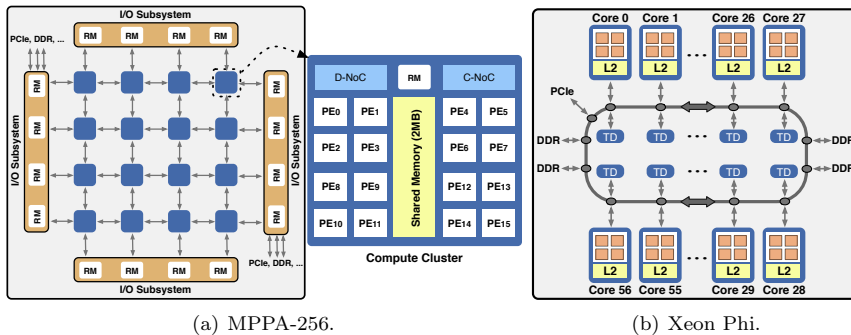 I/O Subsystem
RM RM RM RM
PCIe, DDR, ...
I/O Subsystem
RM
RM
RM
RM
I/O Subsystem
RM
RM
RM
RM
PCIe, DDR, ...
RM RM RM RM
I/O Subsystem
D-NoC RM C-NoC
PE0 PE1 PE4 PE5
PE2 PE3 PE6 PE7
PE8 PE9 PE12 PE13
PE10 PE11 PE14 PE15
Shared Memory (2MB)
Compute Cluster
(a) MPPA-256.
Core 0 Core 1 Core 26 Core 27
...
L2 L2 L2 L2
PCIe
TD TD ... TD TD
DDR DDR
DDR DDR
TD TD ... TD TD
...
L2 L2 L2 L2
Core 56 Core 55 Core 29 Core 28
(b) Xeon Phi.